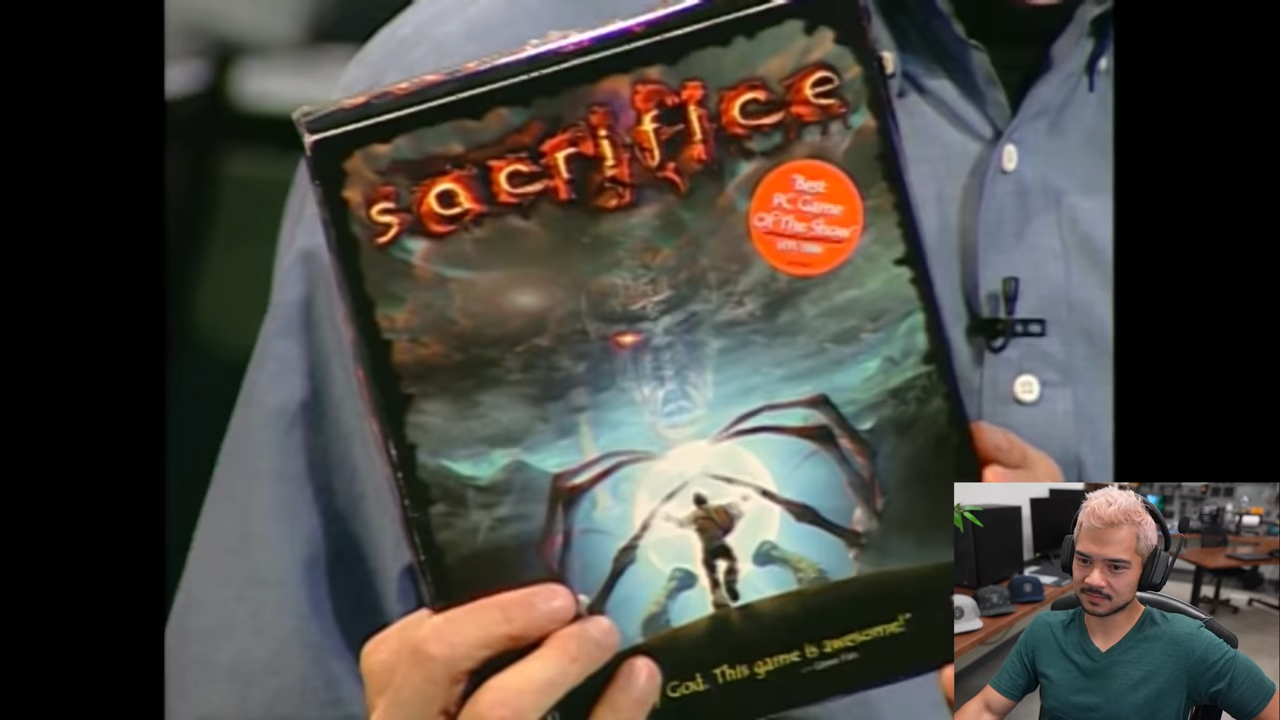 sacrifice
"Best
PC Game
Of The Show"
God. This game is awesome!"